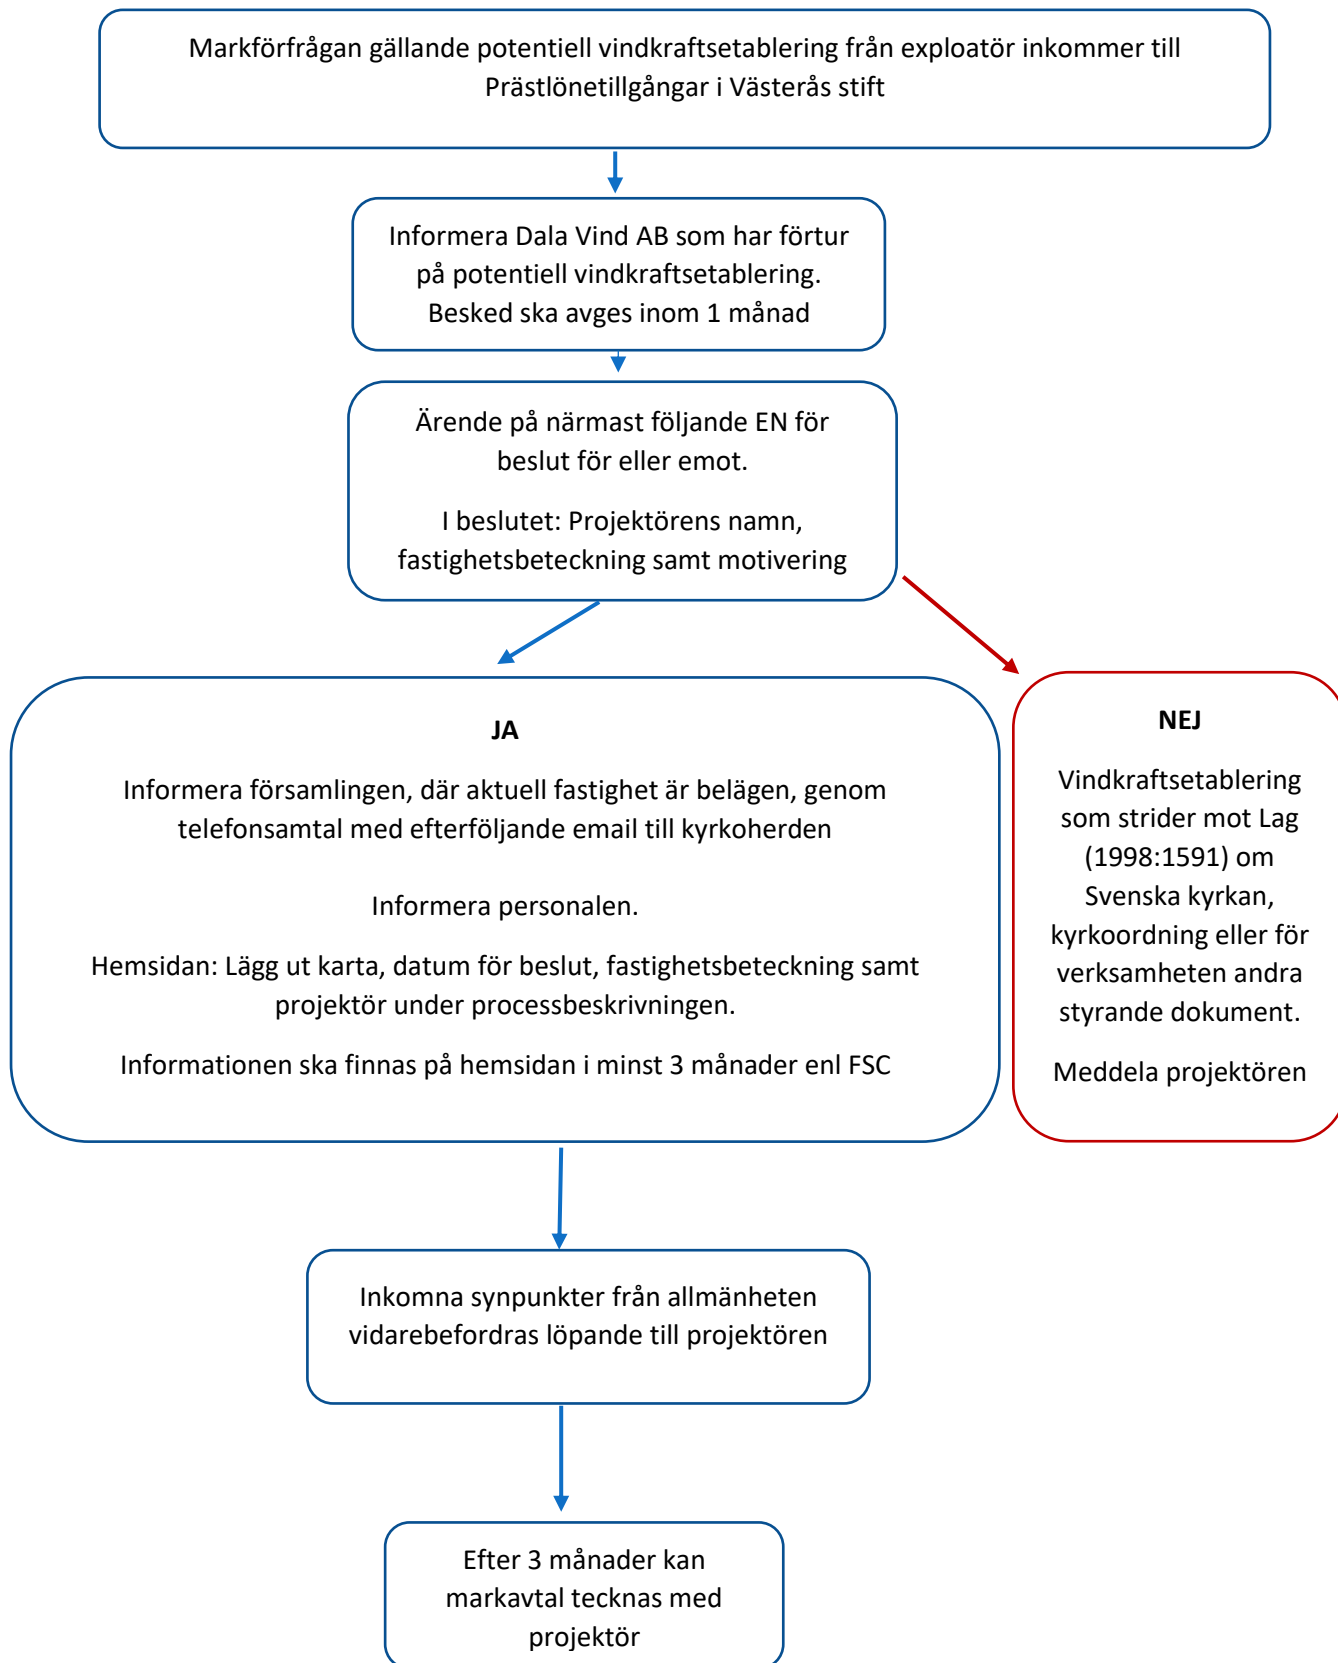 Markförfrågan gällande potentiell vindkraftsetablering från exploatör inkommer till
Prästlönetillgångar i Västerås stift
Informera Dala Vind AB som har förtur
på potentiell vindkraftsetablering.
Besked ska avges inom 1 månad
Ärende på närmast följande EN för
beslut för eller emot.
I beslutet: Projektörens namn,
fastighetsbeteckning samt motivering
JA
Informera församlingen, där aktuell fastighet är belägen, genom
telefonsamtal med efterföljande email till kyrkoherden
Informera personalen.
Hemsidan: Lägg ut karta, datum för beslut, fastighetsbeteckning samt
projektör under processbeskrivningen.
Informationen ska finnas på hemsidan i minst 3 månader enl FSC
NEJ
Vindkraftsetablering
som strider mot Lag
(1998:1591) om
Svenska kyrkan,
kyrkoordning eller för
verksamheten andra
styrande dokument.
Meddela projektören
Inkomna synpunkter från allmänheten
vidarebefordras löpande till projektören
Efter 3 månader kan
markavtal tecknas med
projektör